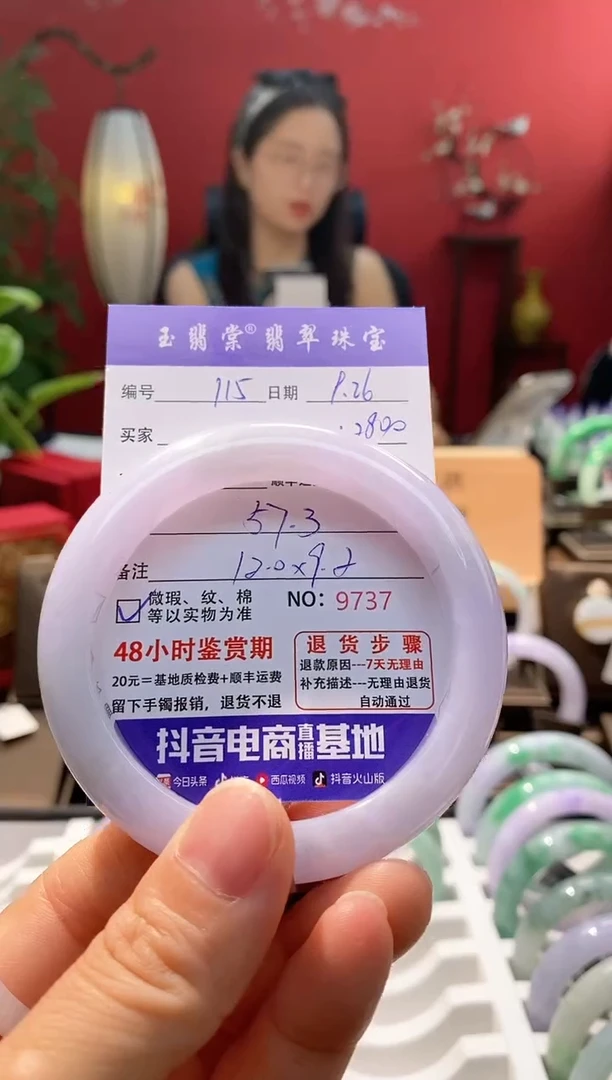 玉翡棠®翡翠珠宝
编号 115 日期 9.26
买家 2800
57.3
备注 12.0×9.2
微瑕、纹、棉
等以实物为准
NO: 9737
48小时鉴赏期
20元=基地质检费+顺丰运费
留下手镯报销，退货不退
退货步骤
退款原因---7天无理由
补充描述---无理由退货
自动通过
抖音电商直播基地
今日头条 西瓜视频 抖音火山版